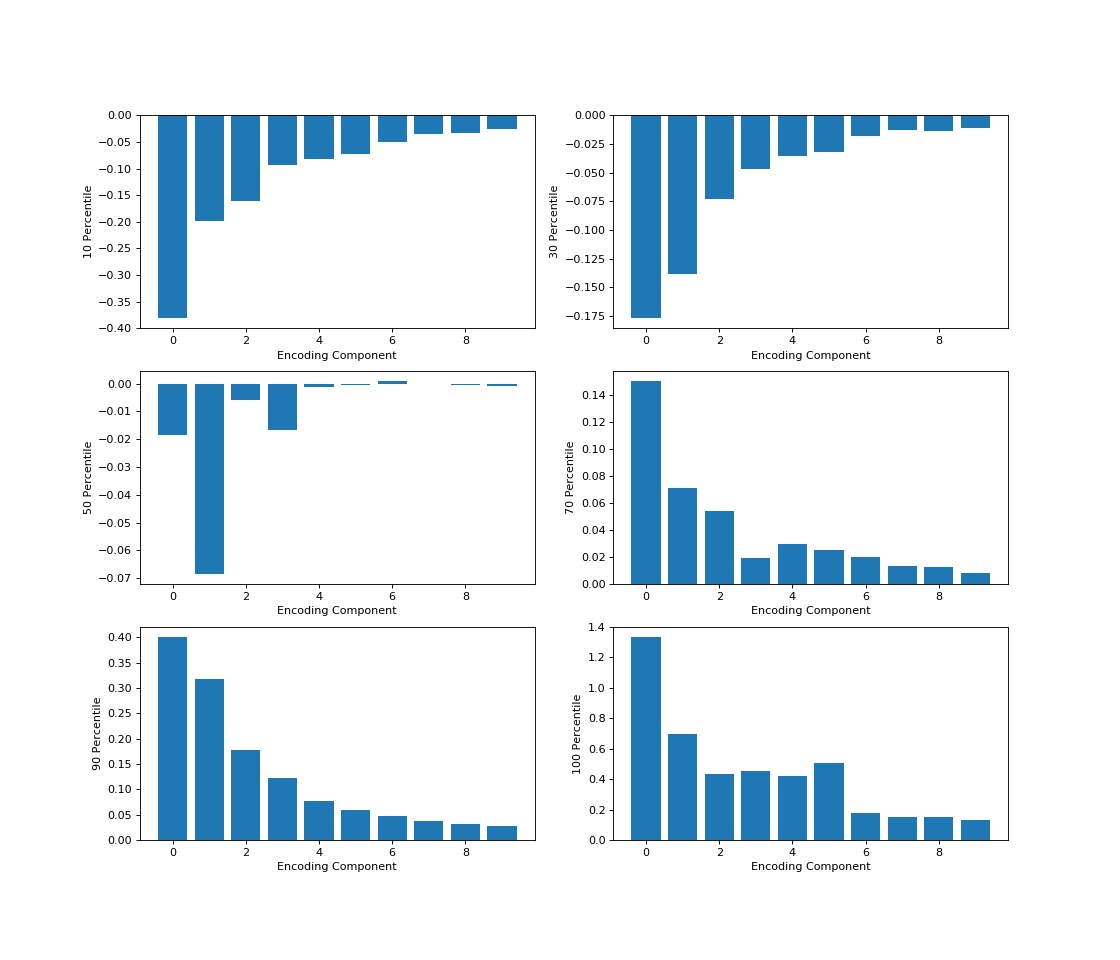 10 Percentile
0.00
−0.05
−0.10
−0.15
−0.20
−0.25
−0.30
−0.35
−0.40
0 2 4 6 8
Encoding Component
30 Percentile
0.000
−0.025
−0.050
−0.075
−0.100
−0.125
−0.150
−0.175
0 2 4 6 8
Encoding Component
50 Percentile
0.00
−0.01
−0.02
−0.03
−0.04
−0.05
−0.06
−0.07
0 2 4 6 8
Encoding Component
70 Percentile
0.14
0.12
0.10
0.08
0.06
0.04
0.02
0.00
0 2 4 6 8
Encoding Component
90 Percentile
0.40
0.35
0.30
0.25
0.20
0.15
0.10
0.05
0.00
0 2 4 6 8
Encoding Component
100 Percentile
1.4
1.2
1.0
0.8
0.6
0.4
0.2
0.0
0 2 4 6 8
Encoding Component